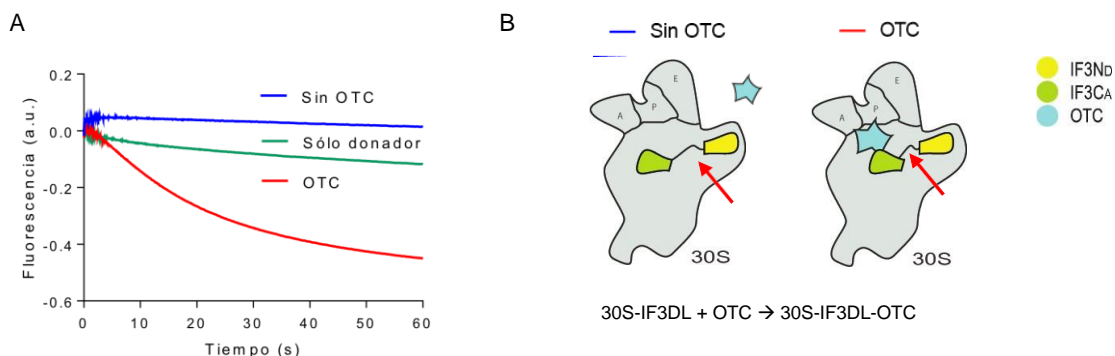 A
Fluorescencia (a.u.)
0.2
0.0
-0.2
-0.4
-0.6
Sin OTC
Sólo donador
OTC
0
10
20
30
40
50
60
Tiempo (s)
B
Sin OTC
OTC
E
P
A
30S
E
P
A
30S
IF3ND
IF3CA
OTC
30S-IF3DL + OTC → 30S-IF3DL-OTC